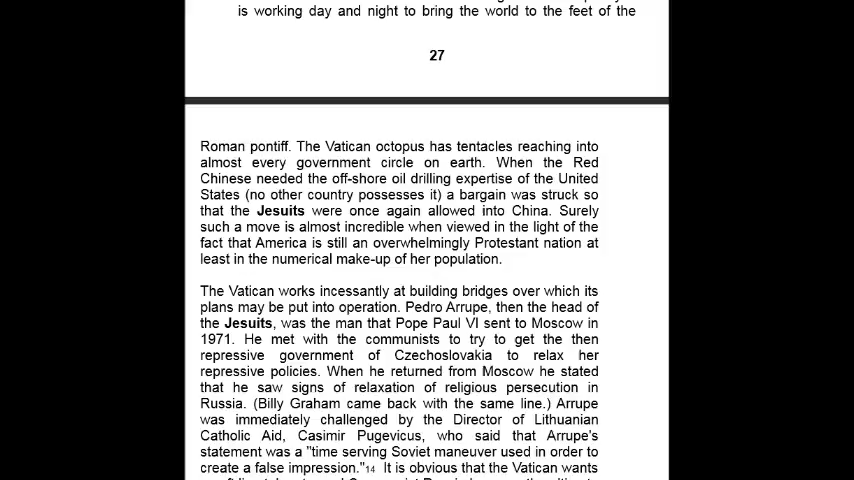 is working day and night to bring the world to the feet of the
27
Roman pontiff. The Vatican octopus has tentacles reaching into
almost every government circle on earth. When the Red
Chinese needed the off-shore oil drilling expertise of the United
States (no other country possesses it) a bargain was struck so
that the Jesuits were once again allowed into China. Surely
such a move is almost incredible when viewed in the light of the
fact that America is still an overwhelmingly Protestant nation at
least in the numerical make-up of her population.
The Vatican works incessantly at building bridges over which its
plans may be put into operation. Pedro Arrupe, then the head of
the Jesuits, was the man that Pope Paul VI sent to Moscow in
1971. He met with the communists to try to get the then
repressive government of Czechoslovakia to relax her
repressive policies. When he returned from Moscow he stated
that he saw signs of relaxation of religious persecution in
Russia. (Billy Graham came back with the same line.) Arrupe
was immediately challenged by the Director of Lithuanian
Catholic Aid, Casimir Pugevicus, who said that Arrupe's
statement was a "time serving Soviet maneuver used in order to
create a false impression."14 It is obvious that the Vatican wants